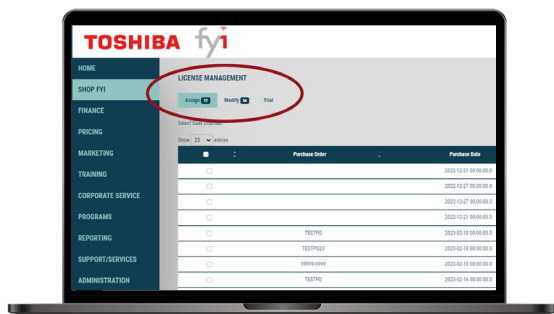 TOSHIBA fyi
HOME
SHOP FYI
FINANCE
PRICING
MARKETING
TRAINING
CORPORATE SERVICE
PROGRAMS
REPORTING
SUPPORT/SERVICES
ADMINISTRATION
LICENSE MANAGEMENT
Assign Modify Trial
Select SaaS Licenses
Show 25 entries
Purchase Order Purchase Date
2022-12-21 00:00:00.0
2022-12-27 00:00:00.0
2022-12-27 00:00:00.0
2022-12-21 00:00:00.0
TESTPO 2023-02-10 00:00:00.0
TESTPO23 2023-02-10 00:00:00.0
99999-9999 2023-02-10 00:00:00.0
TESTPO 2023-02-16 00:00:00.0